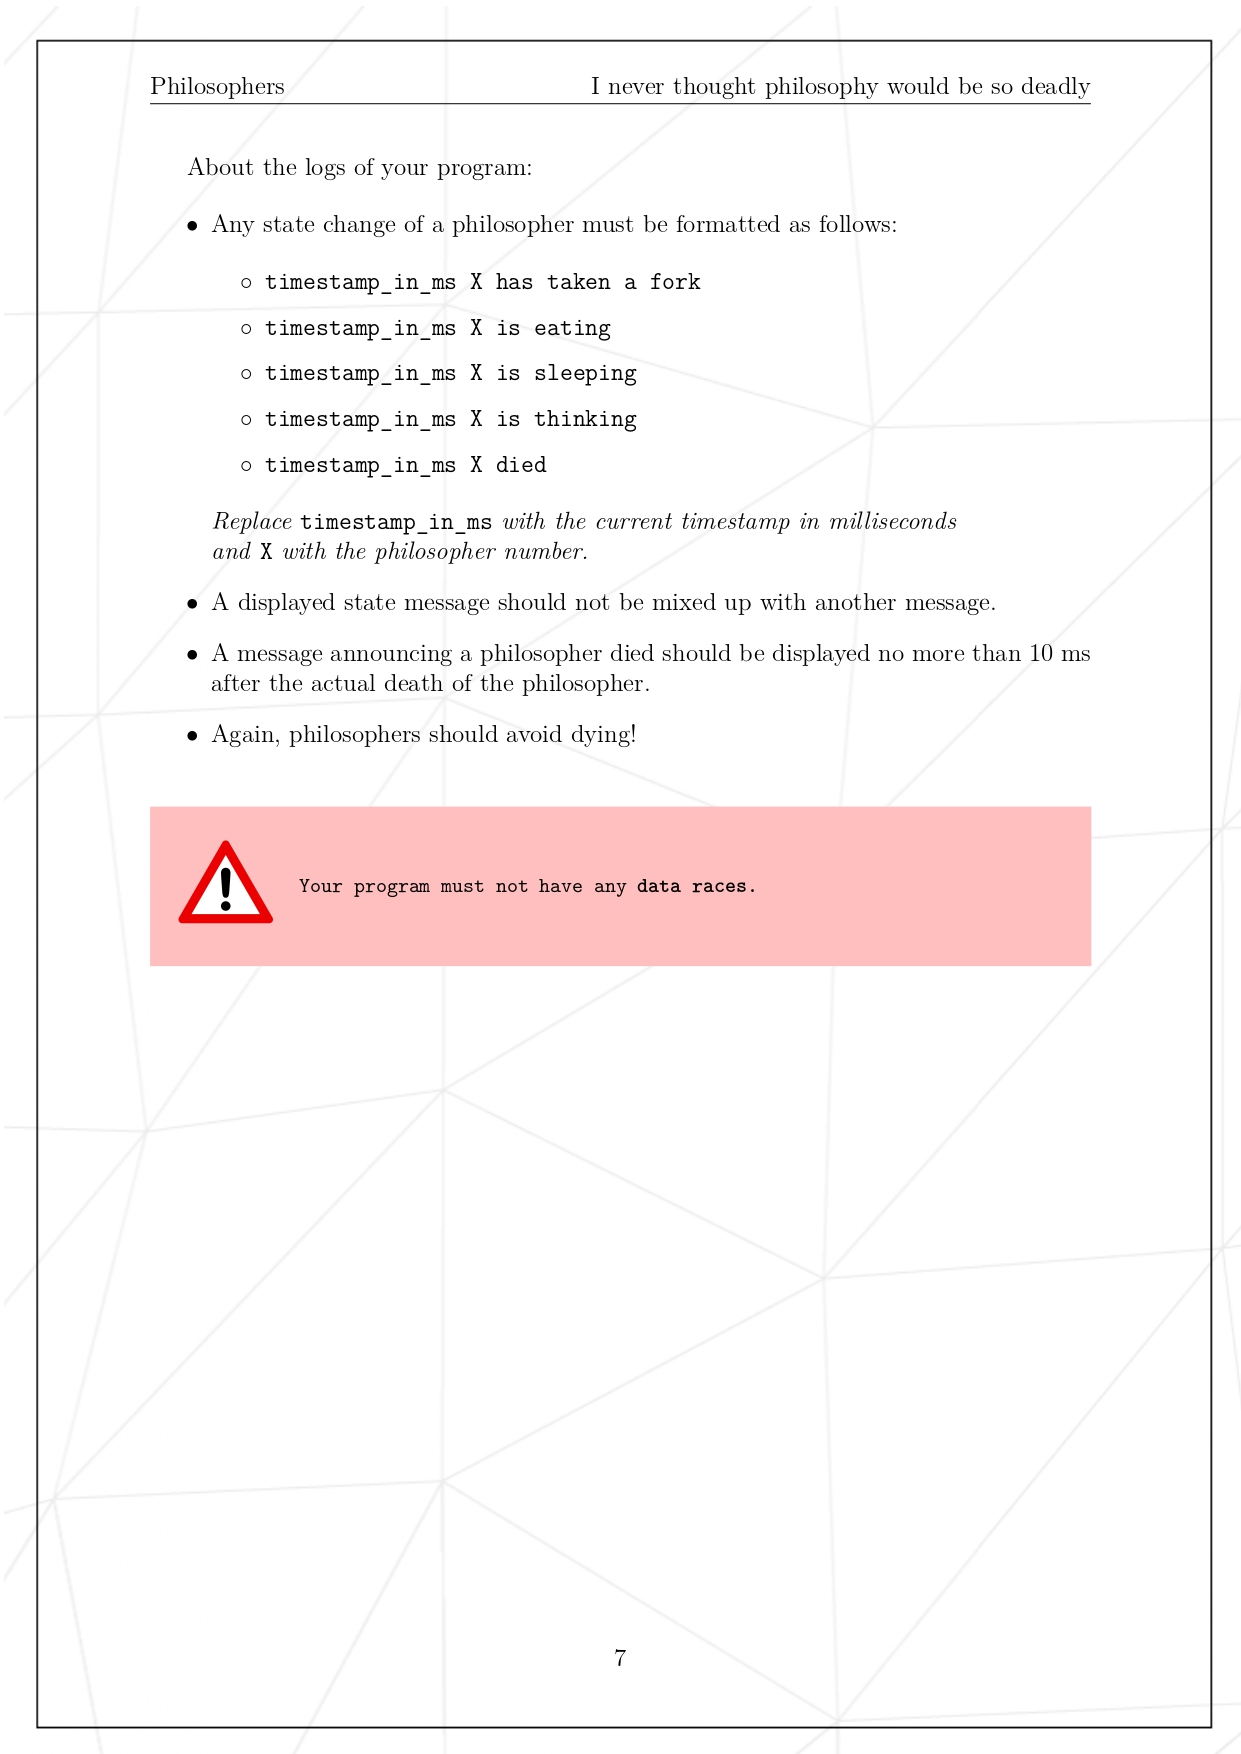 Philosophers
I never thought philosophy would be so deadly
About the logs of your program:
• Any state change of a philosopher must be formatted as follows:
◦ timestamp_in_ms X has taken a fork
◦ timestamp_in_ms X is eating
◦ timestamp_in_ms X is sleeping
◦ timestamp_in_ms X is thinking
◦ timestamp_in_ms X died
Replace timestamp_in_ms with the current timestamp in milliseconds
and X with the philosopher number.
• A displayed state message should not be mixed up with another message.
• A message announcing a philosopher died should be displayed no more than 10 ms
after the actual death of the philosopher.
• Again, philosophers should avoid dying!
Your program must not have any data races.
7